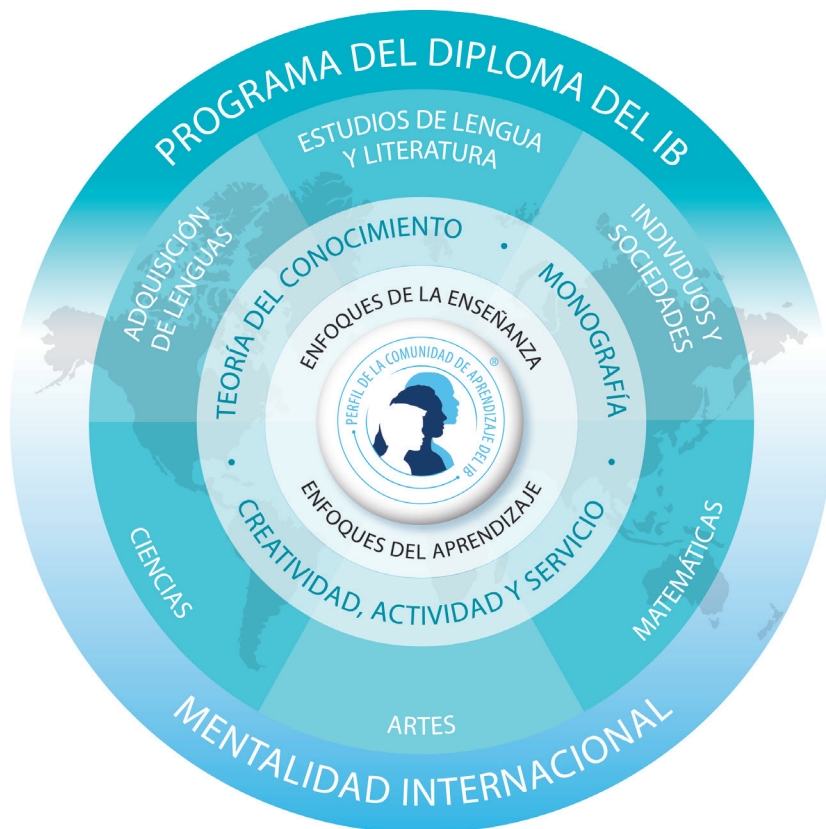 PROGRAMA DEL DIPLOMA DEL IB
ESTUDIOS DE LENGUA
Y LITERATURA
ADQUISICIÓN
DE LENGUAS
INDIVIDUOS Y
SOCIEDADES
TEORÍA DEL CONOCIMIENTO
•
MONOGRAFÍA
•
ENFOQUES DE LA ENSEÑANZA
• PERFIL DE LA COMUNIDAD DE APRENDIZAJE DEL IB •
®
ENFOQUES DEL APRENDIZAJE
•
CREATIVIDAD, ACTIVIDAD Y SERVICIO
CIENCIAS
MATEMÁTICAS
ARTES
MENTALIDAD INTERNACIONAL